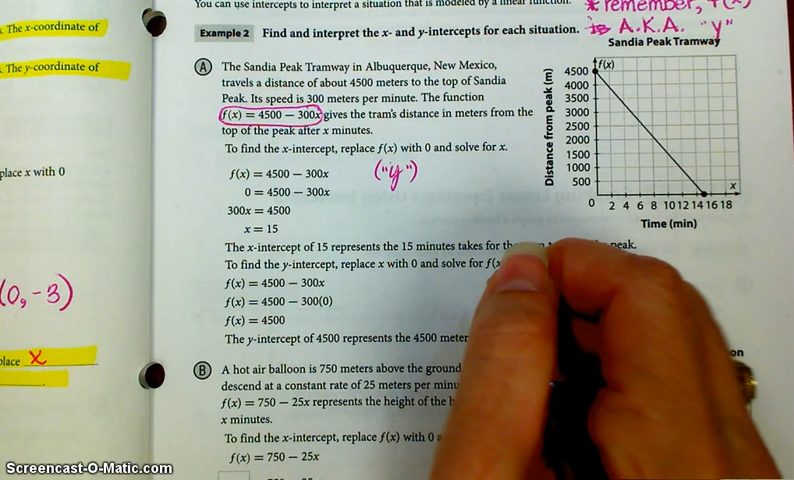 You can use intercepts to interpret a situation that is modeled by a linear function.
* remember, f(x)
is A.K.A. "y"
. The x-coordinate of
. The y-coordinate of
place x with 0
(0, -3)
place x
Example 2 Find and interpret the x- and y-intercepts for each situation.
A The Sandia Peak Tramway in Albuquerque, New Mexico,
travels a distance of about 4500 meters to the top of Sandia
Peak. Its speed is 300 meters per minute. The function
f(x) = 4500 − 300x gives the tram's distance in meters from the
top of the peak after x minutes.
To find the x-intercept, replace f(x) with 0 and solve for x.
f(x) = 4500 − 300x
("y")
0 = 4500 − 300x
300x = 4500
x = 15
The x-intercept of 15 represents the 15 minutes takes for the peak.
To find the y-intercept, replace x with 0 and solve for f(x
f(x) = 4500 − 300x
f(x) = 4500 − 300(0)
f(x) = 4500
The y-intercept of 4500 represents the 4500 meter
B A hot air balloon is 750 meters above the ground
descend at a constant rate of 25 meters per minu
f(x) = 750 − 25x represents the height of the h
x minutes.
To find the x-intercept, replace f(x) with 0
f(x) = 750 − 25x
Sandia Peak Tramway
Distance from peak (m)
f(x)
4500
4000
3500
3000
2500
2000
1500
1000
500
x
0 2 4 6 8 10 12 14 16 18
Time (min)
on
Screencast-O-Matic.com